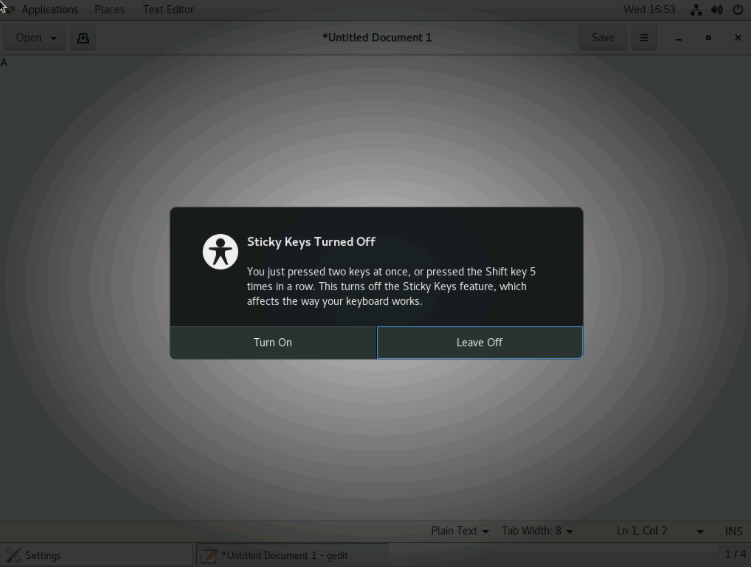 Applications Places Text Editor Wed 16:53
Open *Untitled Document 1 Save
A
Sticky Keys Turned Off
You just pressed two keys at once, or pressed the Shift key 5
times in a row. This turns off the Sticky Keys feature, which
affects the way your keyboard works.
Turn On Leave Off
Plain Text Tab Width: 8 Ln 1, Col 2 INS
Settings *Untitled Document 1 - gedit 1 / 4